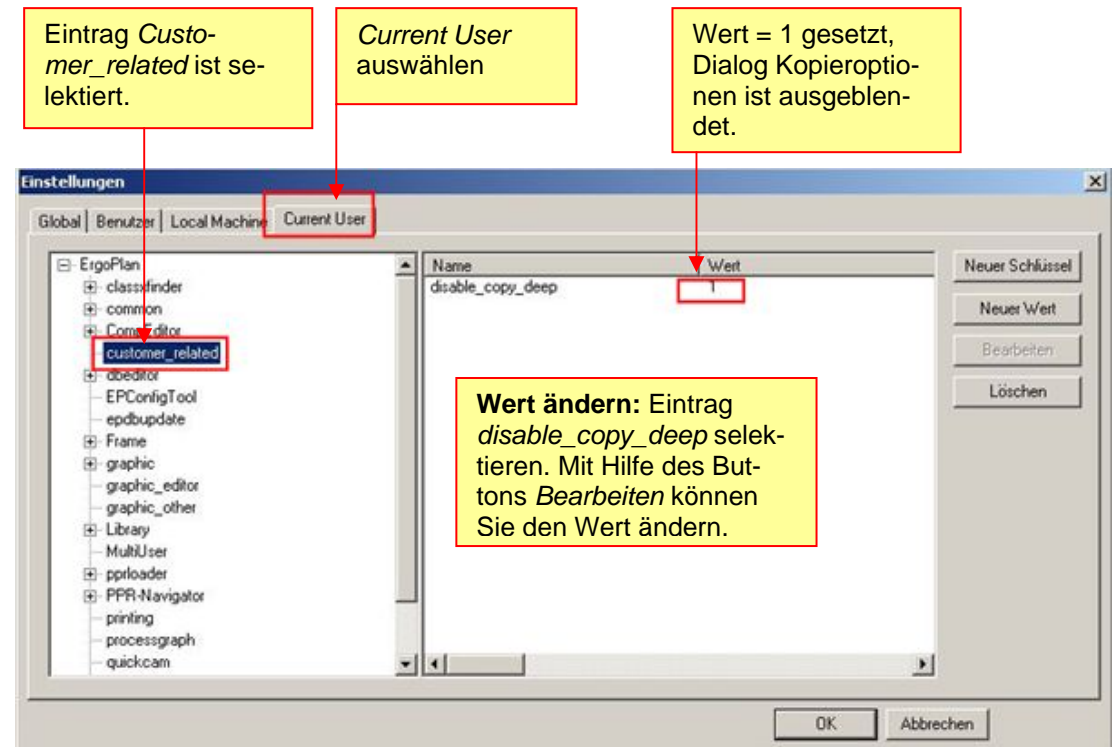 Eintrag Custo-
mer_related ist se-
lektiert.
Current User
auswählen
Wert = 1 gesetzt,
Dialog Kopieroptio-
nen ist ausgeblen-
det.
Einstellungen
Global
Benutzer
Local Machine
Current User
ErgoPlan
classxfinder
common
CompEditor
customer_related
dbeditor
EPConfigTool
epdbupdate
Frame
graphic
graphic_editor
graphic_other
Library
MultiUser
pprloader
PPR-Navigator
printing
processgraph
quickcam
Name Wert
disable_copy_deep 1
Wert ändern: Eintrag
disable_copy_deep selek-
tieren. Mit Hilfe des But-
tons Bearbeiten können
Sie den Wert ändern.
Neuer Schlüssel
Neuer Wert
Bearbeiten
Löschen
OK
Abbrechen